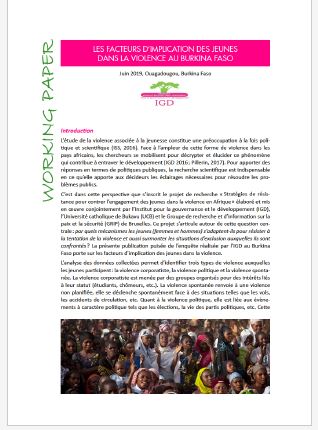 WORKING PAPER
LES FACTEURS D'IMPLICATION DES JEUNES
DANS LA VIOLENCE AU BURKINA FASO
Juin 2019, Ouagadougou, Burkina Faso
IGD
Introduction
L'étude de la violence associée à la jeunesse constitue une préoccupation à la fois poli-
tique et scientifique (ISS, 2016). Face à l'ampleur de cette forme de violence dans les
pays africains, les chercheurs se mobilisent pour décrypter et élucider ce phénomène
qui contribue à entraver le développement (IGD 2016; Pillerin, 2017). Pour apporter des
réponses en termes de politiques publiques, la recherche scientifique est indispensable
en ce qu'elle apporte aux décideurs les éclairages nécessaires pour résoudre les pro-
blèmes publics.
C'est dans cette perspective que s'inscrit le projet de recherche « Stratégies de résis-
tance pour contrer l'engagement des jeunes dans la violence en Afrique » élaboré et mis
en œuvre conjointement par l'Institut pour la gouvernance et le développement (IGD),
l'Université catholique de Bukavu (UCB) et le Groupe de recherche et d'information sur la
paix et la sécurité (GRIP) de Bruxelles. Ce projet s'articule autour de cette question cen-
trale : par quels mécanismes les jeunes (femmes et hommes) s'adaptent-ils pour résister à
la tentation de la violence et aussi surmonter les situations d'exclusion auxquelles ils sont
confrontés ? La présente publication puisée de l'enquête réalisée par l'IGD au Burkina
Faso porte sur les facteurs d'implication des jeunes dans la violence.
L'analyse des données collectées permet d'identifier trois types de violence auxquelles
les jeunes participent : la violence corporatiste, la violence politique et la violence sponta-
née. La violence corporatiste est menée par des groupes organisés pour des intérêts liés
à leur statut (étudiants, chômeurs, etc.). La violence spontanée renvoie à une violence
non planifiée, elle se déclenche spontanément face à des situations telles que les vols,
les accidents de circulation, etc. Quant à la violence politique, elle est liée aux évène-
ments à caractère politique tels que les élections, la vie des partis politiques, etc. Cette